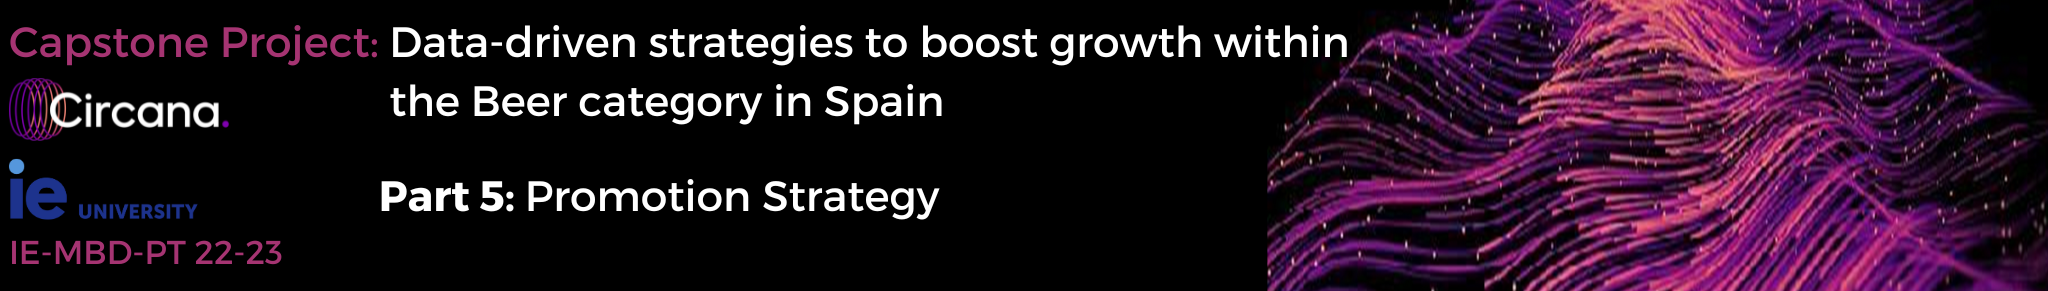 Capstone Project: Data-driven strategies to boost growth within
the Beer category in Spain
Circana.
ie UNIVERSITY
Part 5: Promotion Strategy
IE-MBD-PT 22-23